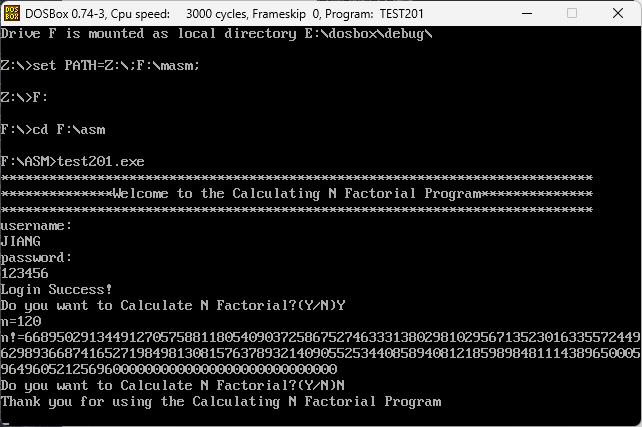 DOSBox 0.74-3, Cpu speed: 3000 cycles, Frameskip 0, Program: TEST201
Drive F is mounted as local directory E:\dosbox\debug\
Z:\>set PATH=Z:\;F:\masm;
Z:\>F:
F:\>cd F:\asm
F:\ASM>test201.exe
**************************************************************************
**************Welcome to the Calculating N Factorial Program**************
**************************************************************************
username:
JIANG
password:
123456
Login Success!
Do you want to Calculate N Factorial?(Y/N)Y
n=120
n!=66895029134491270575881180540903725867527463331380298102956713523016335572449
62989366874165271984981308157637893214090552534408589408121859898481114389650005
964960521256960000000000000000000000000000
Do you want to Calculate N Factorial?(Y/N)N
Thank you for using the Calculating N Factorial Program